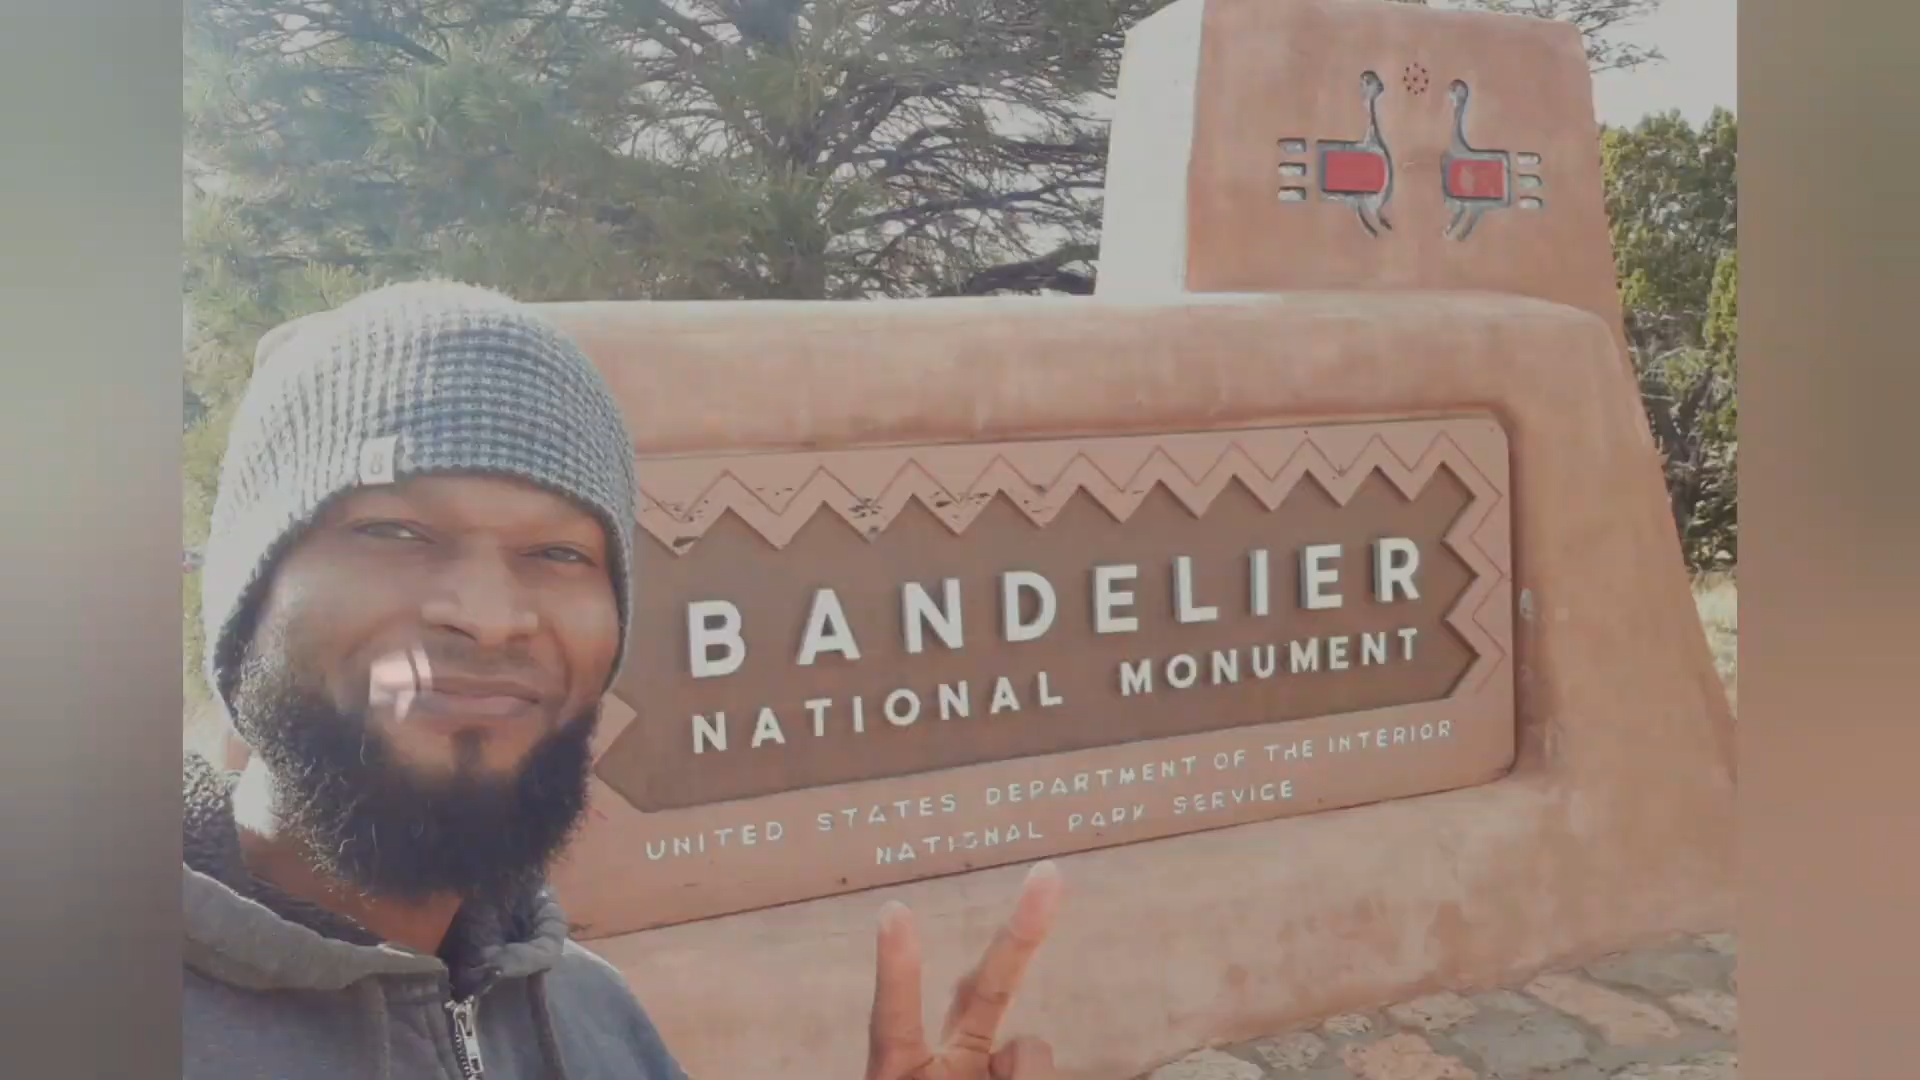 BANDELIER
NATIONAL MONUMENT
UNITED STATES DEPARTMENT OF THE INTERIOR
NATIONAL PARK SERVICE